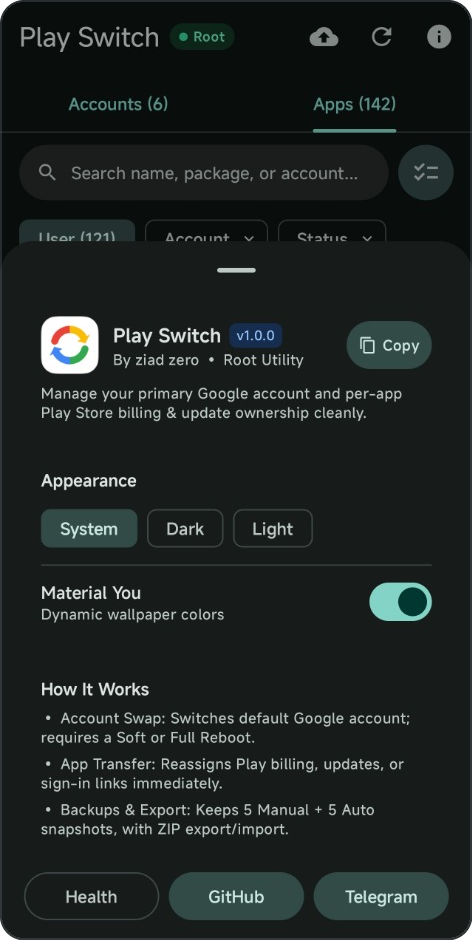 Play Switch
Root
Accounts (6)
Apps (142)
Search name, package, or account...
User (121)
Account
Status
Play Switch v1.0.0
By ziad zero • Root Utility
Copy
Manage your primary Google account and per-app
Play Store billing & update ownership cleanly.
Appearance
System
Dark
Light
Material You
Dynamic wallpaper colors
How It Works
• Account Swap: Switches default Google account;
requires a Soft or Full Reboot.
• App Transfer: Reassigns Play billing, updates, or
sign-in links immediately.
• Backups & Export: Keeps 5 Manual + 5 Auto
snapshots, with ZIP export/import.
Health
GitHub
Telegram